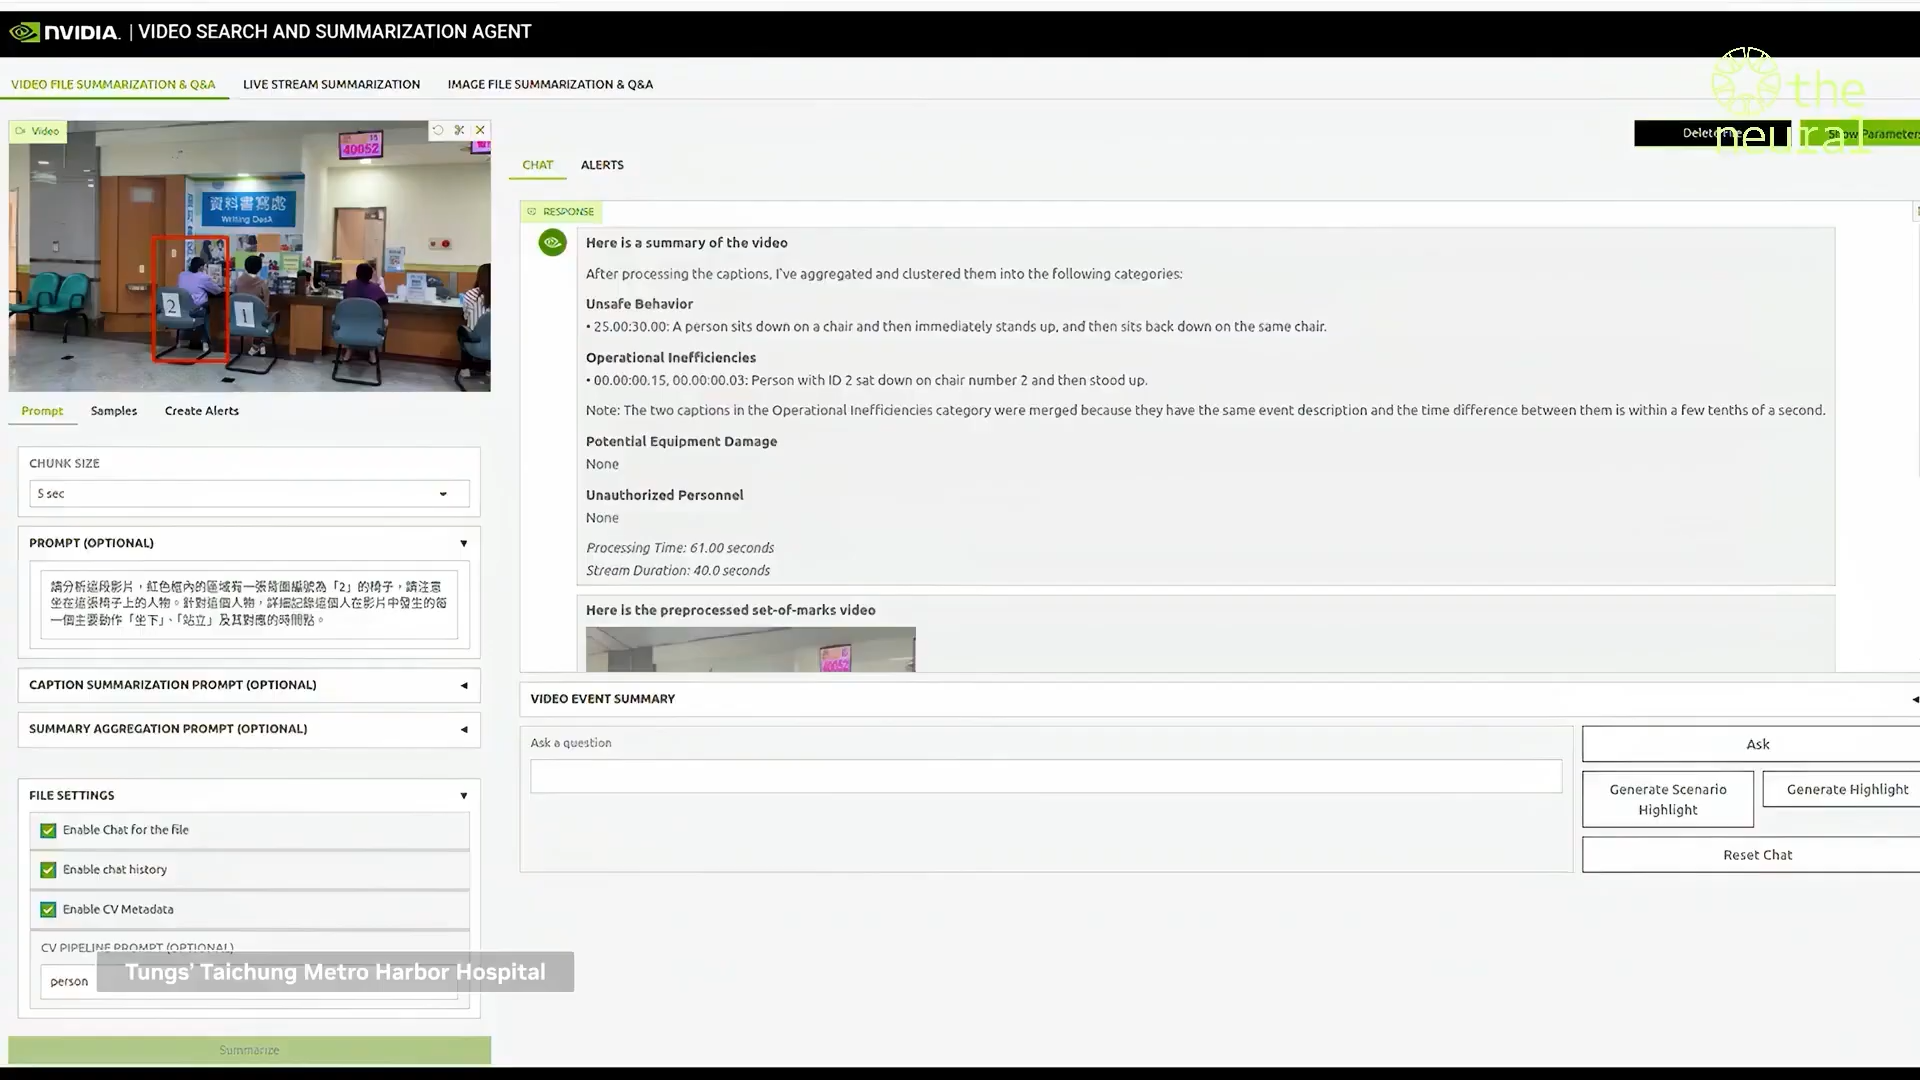 NVIDIA. | VIDEO SEARCH AND SUMMARIZATION AGENT
VIDEO FILE SUMMARIZATION & Q&A
LIVE STREAM SUMMARIZATION
IMAGE FILE SUMMARIZATION & Q&A
the
neural
Video
40052
資料書寫處
Writing Desk
2
1
Prompt
Samples
Create Alerts
CHUNK SIZE
5 sec
PROMPT (OPTIONAL)
請分析這段影片，紅色框內的區域有一張背面編號為「2」的椅子，請注意
坐在這張椅子上的人物。針對這個人物，詳細記錄這個人在影片中發生的每
一個主要動作「坐下」、「站立」及其對應的時間點。
CAPTION SUMMARIZATION PROMPT (OPTIONAL)
SUMMARY AGGREGATION PROMPT (OPTIONAL)
FILE SETTINGS
Enable Chat for the file
Enable chat history
Enable CV Metadata
CV PIPELINE PROMPT (OPTIONAL)
person
Tungs' Taichung Metro Harbor Hospital
Summarize
Delete File
Show Parameters
CHAT
ALERTS
RESPONSE
Here is a summary of the video
After processing the captions, I've aggregated and clustered them into the following categories:
Unsafe Behavior
• 25.00:30.00: A person sits down on a chair and then immediately stands up, and then sits back down on the same chair.
Operational Inefficiencies
• 00.00:00.15, 00.00:00.03: Person with ID 2 sat down on chair number 2 and then stood up.
Note: The two captions in the Operational Inefficiencies category were merged because they have the same event description and the time difference between them is within a few tenths of a second.
Potential Equipment Damage
None
Unauthorized Personnel
None
Processing Time: 61.00 seconds
Stream Duration: 40.0 seconds
Here is the preprocessed set-of-marks video
40052
VIDEO EVENT SUMMARY
Ask a question
Ask
Generate Scenario
Highlight
Generate Highlight
Reset Chat